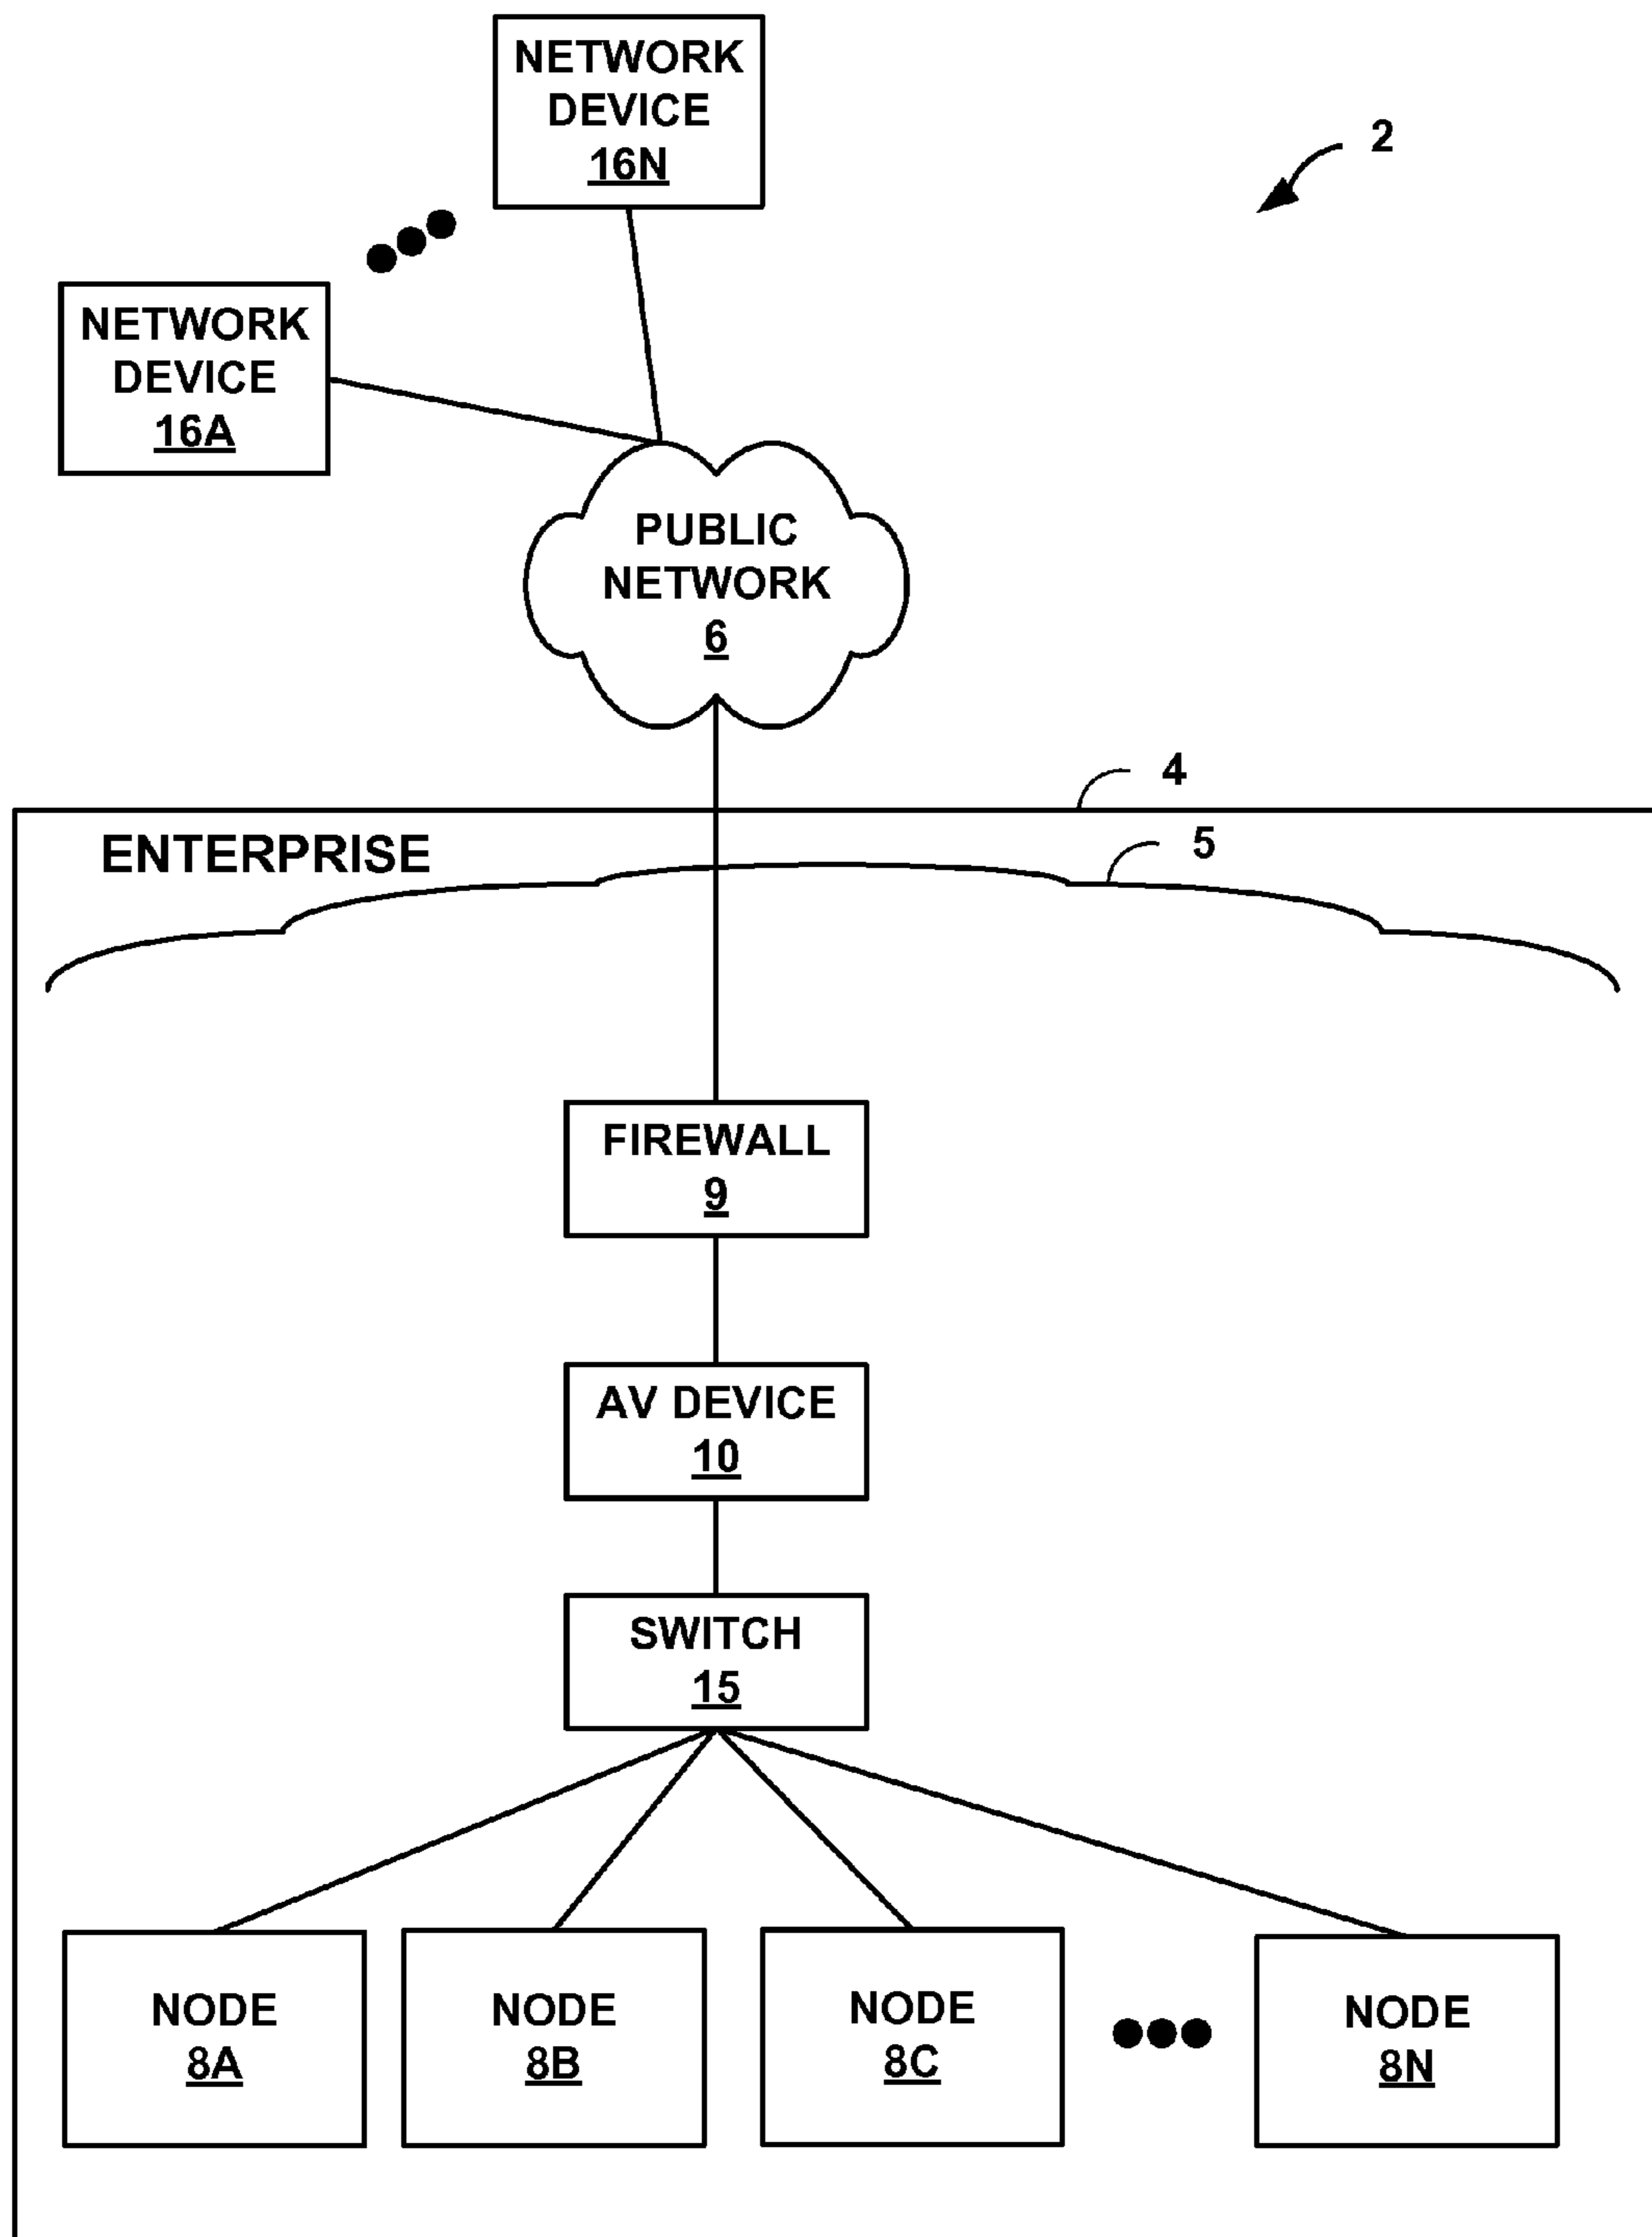 NETWORK
DEVICE
16N
2
NETWORK
DEVICE
16A
PUBLIC
NETWORK
6
4
ENTERPRISE
5
FIREWALL
9
AV DEVICE
10
SWITCH
15
NODE
8A
NODE
8B
NODE
8C
NODE
8N